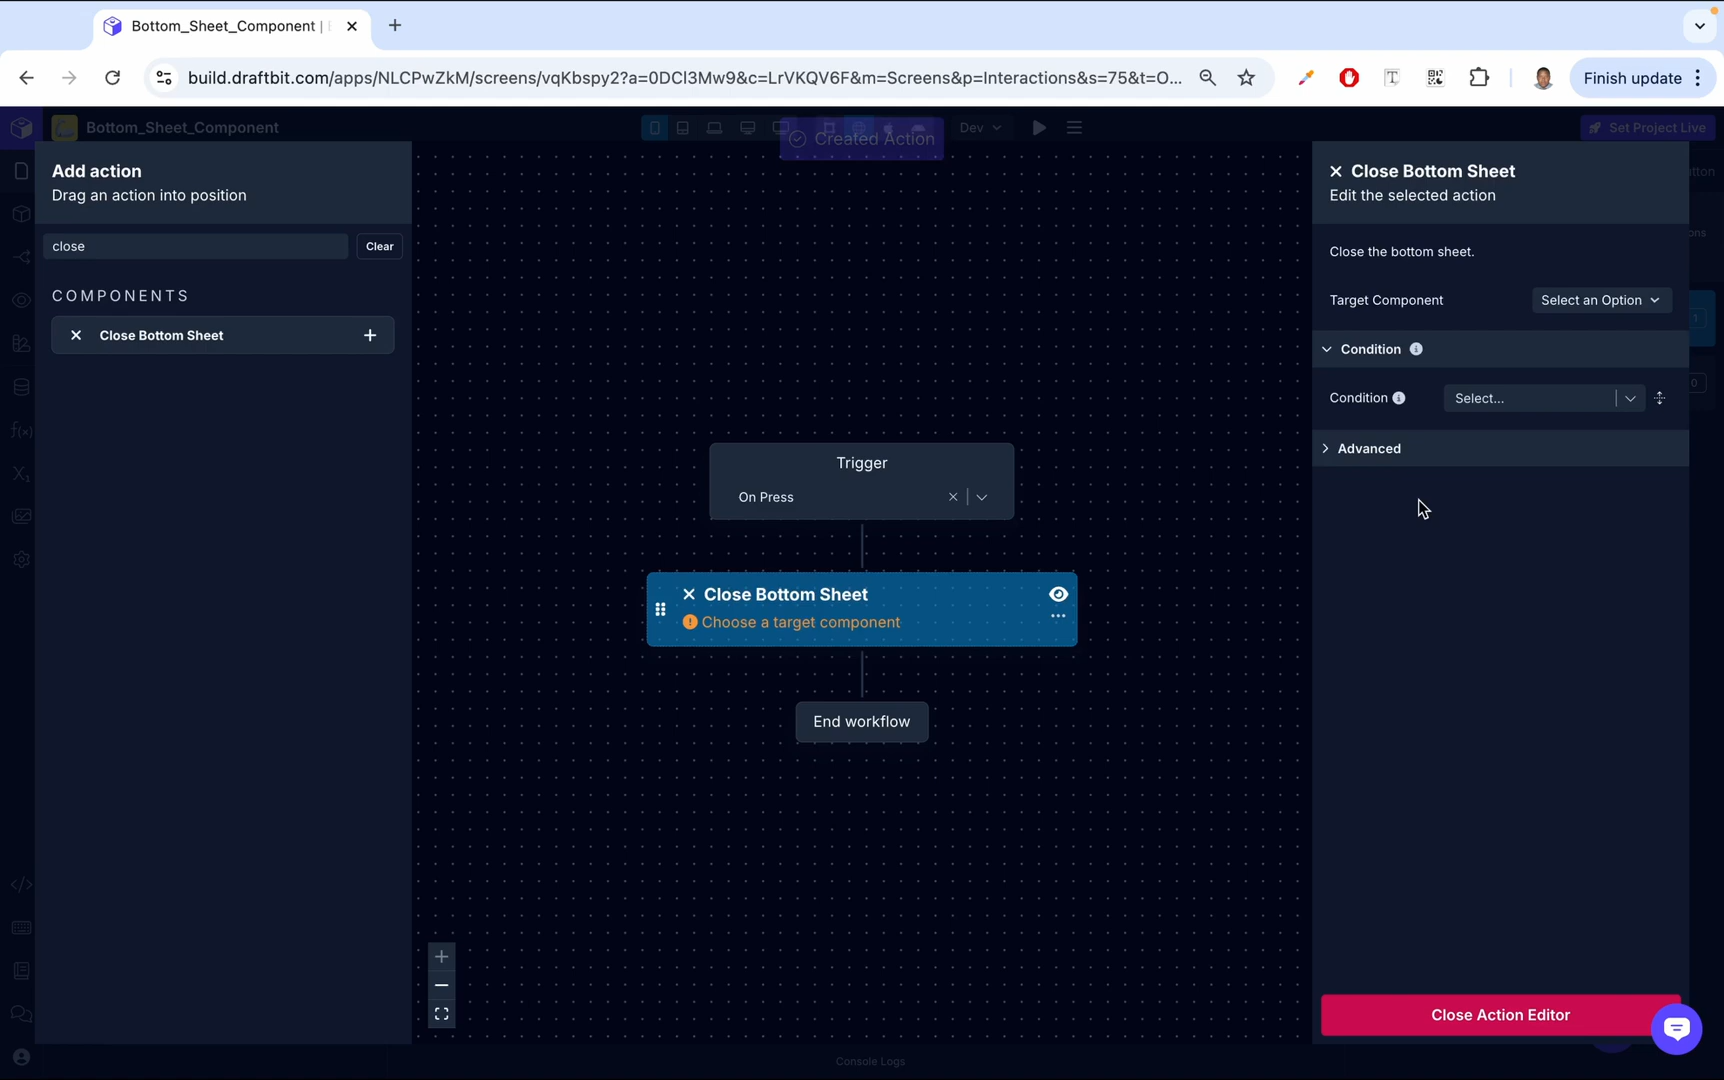 Bottom_Sheet_Component |
build.draftbit.com/apps/NLCPwZkM/screens/vqKbspy2?a=0DCI3Mw9&c=LrVKQV6F&m=Screens&p=Interactions&s=75&t=O...
Finish update
Bottom_Sheet_Component
Created Action
Dev
Set Project Live
Add action
Drag an action into position
close
Clear
COMPONENTS
Close Bottom Sheet
Trigger
On Press
Close Bottom Sheet
Choose a target component
End workflow
Close Bottom Sheet
Edit the selected action
Close the bottom sheet.
Target Component
Select an Option
Condition
Condition
Select...
Advanced
Close Action Editor
Console Logs